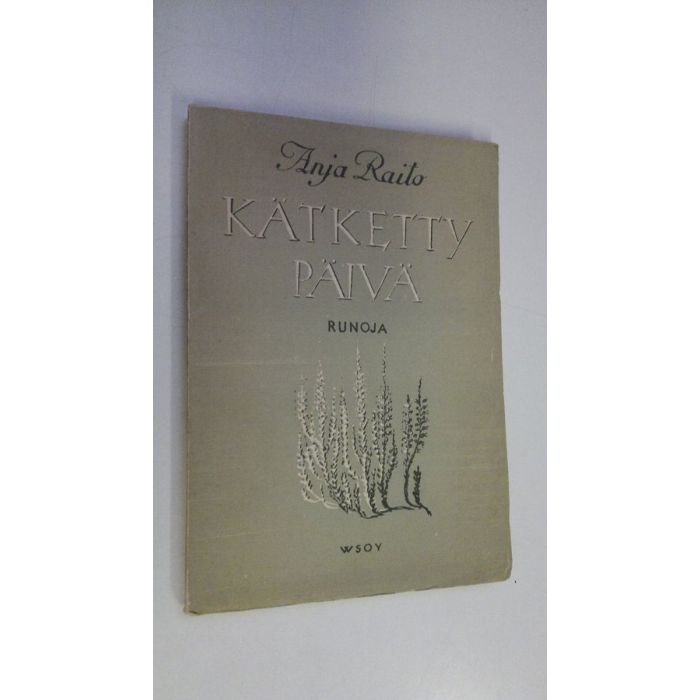 Anja Raito
KÄTKETTY
PÄIVÄ
RUNOJA
WSOY